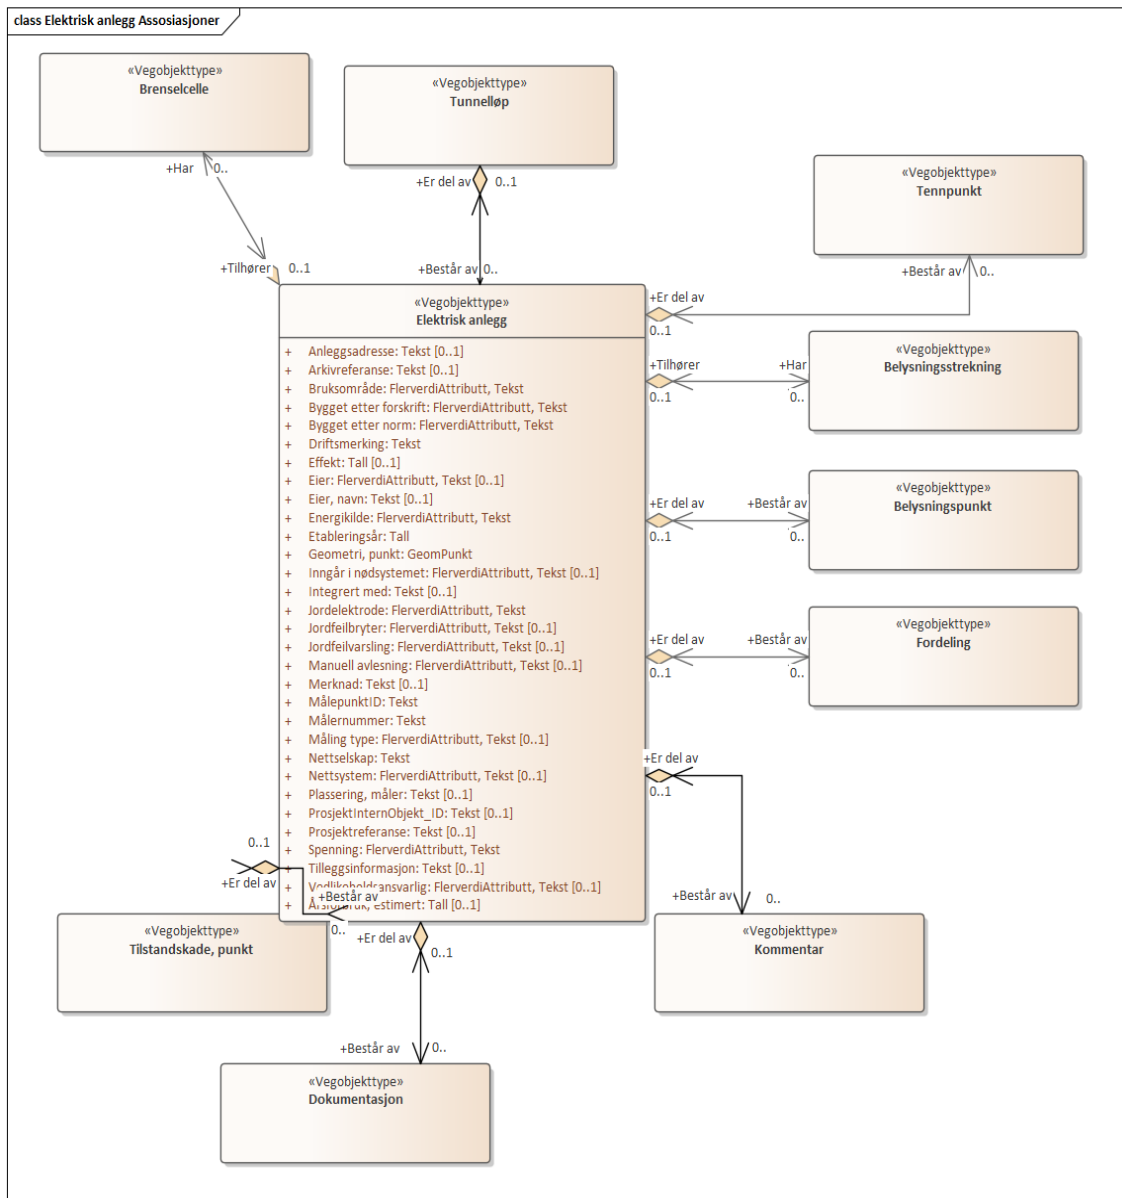 class Elektrisk anlegg Assosiasjoner
«Vegobjekttype»
Brenselcelle
«Vegobjekttype»
Tunnelløp
+Har
0..
+Er del av
0..1
«Vegobjekttype»
Tennpunkt
+Tilhører
0..1
+Består av
0..
+Består av
0..
«Vegobjekttype»
Elektrisk anlegg
+ Anleggsadresse: Tekst [0..1]
+ Arkivreferanse: Tekst [0..1]
+ Bruksområde: FlerverdiAttributt, Tekst
+ Bygget etter forskrift: FlerverdiAttributt, Tekst
+ Bygget etter norm: FlerverdiAttributt, Tekst
+ Driftsmerking: Tekst
+ Effekt: Tall [0..1]
+ Eier: FlerverdiAttributt, Tekst [0..1]
+ Eier, navn: Tekst [0..1]
+ Energikilde: FlerverdiAttributt, Tekst
+ Etableringsår: Tall
+ Geometri, punkt: GeomPunkt
+ Inngår i nødsystemet: FlerverdiAttributt, Tekst [0..1]
+ Integrert med: Tekst [0..1]
+ Jordelektrode: FlerverdiAttributt, Tekst
+ Jordfeilbryter: FlerverdiAttributt, Tekst [0..1]
+ Jordfeilvarsling: FlerverdiAttributt, Tekst [0..1]
+ Manuell avlesning: FlerverdiAttributt, Tekst [0..1]
+ Merknad: Tekst [0..1]
+ MålepunktID: Tekst
+ Målernummer: Tekst
+ Måling type: FlerverdiAttributt, Tekst [0..1]
+ Nettselskap: Tekst
+ Nettsystem: FlerverdiAttributt, Tekst [0..1]
+ Plassering, måler: Tekst [0..1]
+ ProsjektInternObjekt_ID: Tekst [0..1]
+ Prosjektreferanse: Tekst [0..1]
+ Spenning: FlerverdiAttributt, Tekst
+ Tilleggsinformasjon: Tekst [0..1]
+ Vedlikeholdsansvarlig: FlerverdiAttributt, Tekst [0..1]
+ Årsforbruk, estimert: Tall [0..1]
+Er del av
0..1
+Tilhører
0..1
+Har
0..
«Vegobjekttype»
Belysningsstrekning
+Er del av
0..1
+Består av
0..
«Vegobjekttype»
Belysningspunkt
+Er del av
0..1
+Består av
0..
«Vegobjekttype»
Fordeling
+Er del av
0..1
+Består av
0..
«Vegobjekttype»
Kommentar
0..1
+Er del av
+Består av
0..
«Vegobjekttype»
Tilstandskade, punkt
+Er del av
0..1
+Består av
0..
«Vegobjekttype»
Dokumentasjon